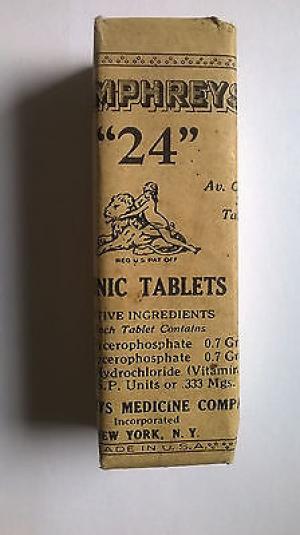 MPHREYS
"24"
Av. C
Ta
REG U.S. PAT OFF
NIC TABLETS
TIVE INGREDIENTS
ach Tablet Contains
ycerophosphate 0.7 Gr
ycerophosphate 0.7 Gr
Hydrochloride (Vitamin
S.P. Units or .333 Mgs.
YS MEDICINE COMPA
Incorporated
NEW YORK, N. Y.
ADE IN U.S.A.